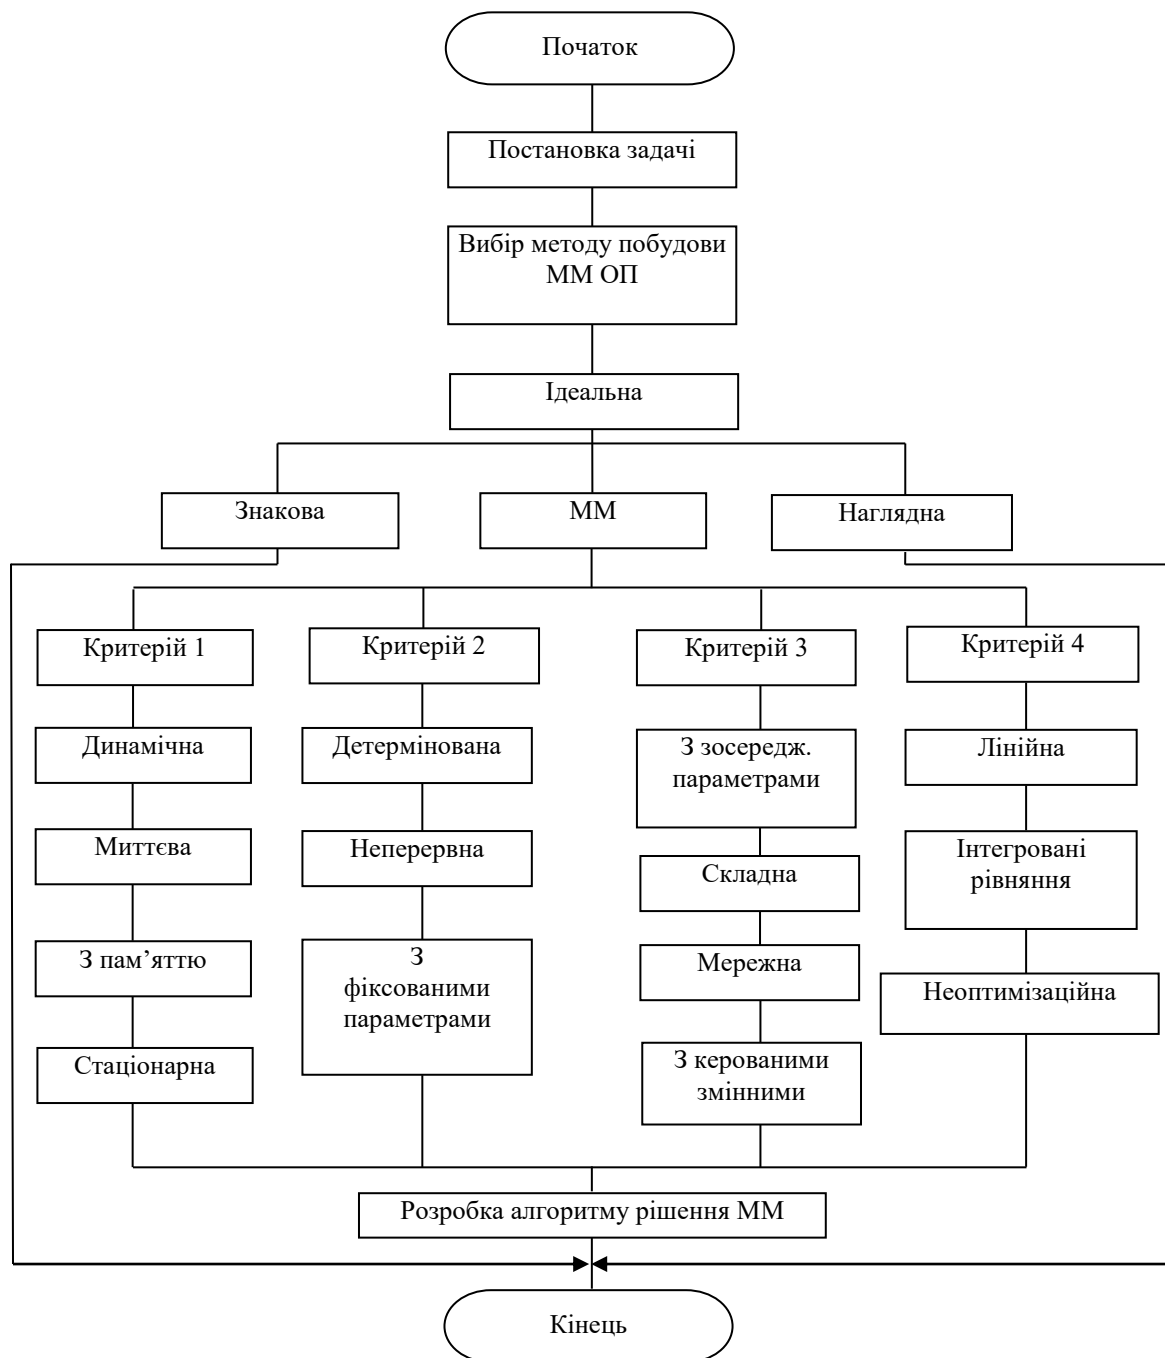 Початок
Постановка задачі
Вибір методу побудови
ММ ОП
Ідеальна
Знакова
ММ
Наглядна
Критерій 1
Критерій 2
Критерій 3
Критерій 4
Динамічна
Детермінована
З зосередж.
параметрами
Лінійна
Миттєва
Неперервна
Складна
Інтегровані
рівняння
З пам’яттю
З
фіксованими
параметрами
Мережна
Неоптимізаційна
Стаціонарна
З керованими
змінними
Розробка алгоритму рішення ММ
Кінець